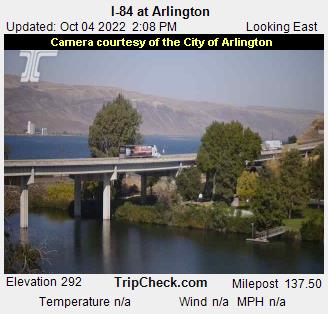 I-84 at Arlington
Updated: Oct 04 2022 2:08 PM Looking East
Camera courtesy of the City of Arlington
Elevation 292 TripCheck.com Milepost 137.50
Temperature n/a Wind n/a MPH n/a